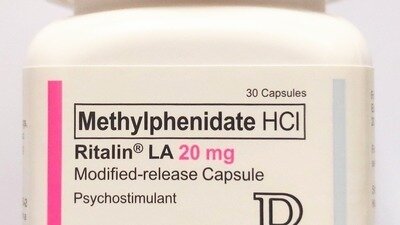 30 Capsules
Methylphenidate HCl
Ritalin® LA 20 mg
Modified-release Capsule
Psychostimulant